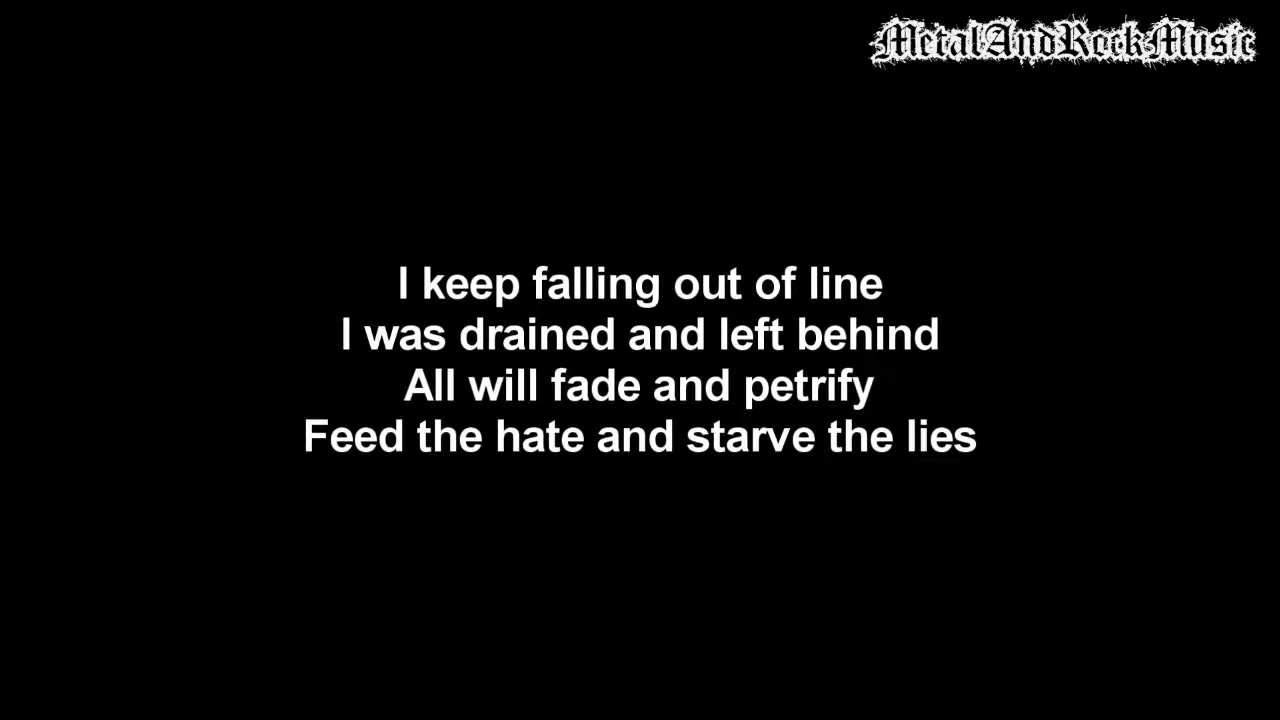 MetalAndRockMusic
I keep falling out of line
I was drained and left behind
All will fade and petrify
Feed the hate and starve the lies